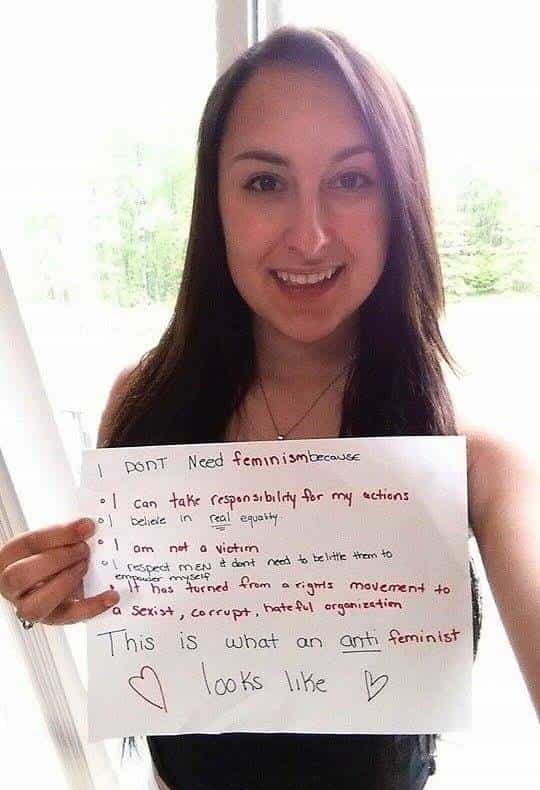 I DONT Need feminism because
° I can take responsibility for my actions
° I believe in real equality.
° I am not a victim
° I respect MEN & dont need to belittle them to
empower myself
° It has turned from a rights movement to
a sexist, corrupt, hateful organization
This is what an anti feminist
looks like